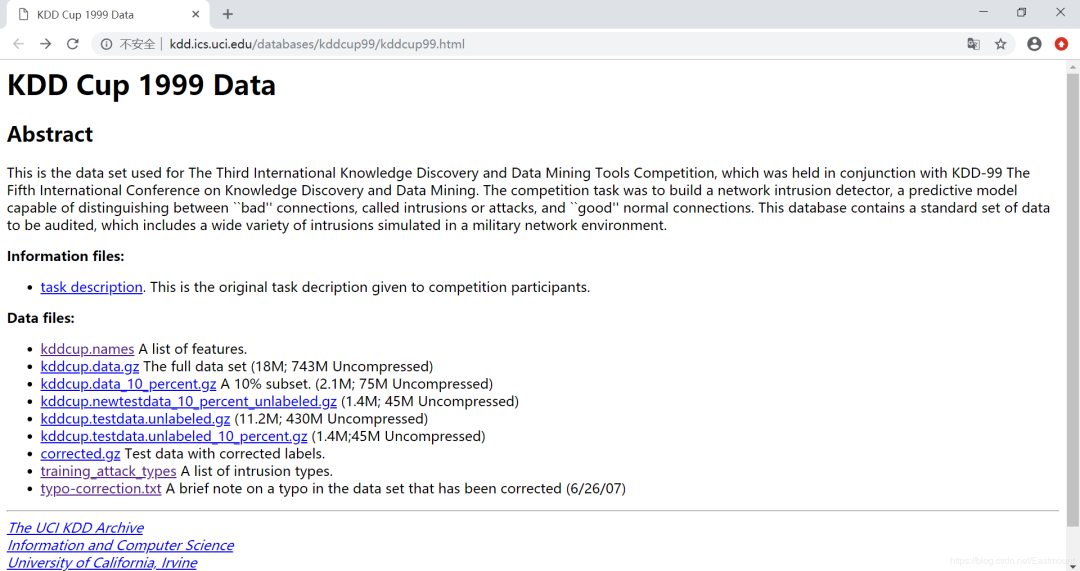 KDD Cup 1999 Data
不安全 | kdd.ics.uci.edu/databases/kddcup99/kddcup99.html
KDD Cup 1999 Data
Abstract
This is the data set used for The Third International Knowledge Discovery and Data Mining Tools Competition, which was held in conjunction with KDD-99 The
Fifth International Conference on Knowledge Discovery and Data Mining. The competition task was to build a network intrusion detector, a predictive model
capable of distinguishing between ``bad'' connections, called intrusions or attacks, and ``good'' normal connections. This database contains a standard set of data
to be audited, which includes a wide variety of intrusions simulated in a military network environment.
Information files:
• task description. This is the original task decription given to competition participants.
Data files:
• kddcup.names A list of features.
• kddcup.data.gz The full data set (18M; 743M Uncompressed)
• kddcup.data_10_percent.gz A 10% subset. (2.1M; 75M Uncompressed)
• kddcup.newtestdata_10_percent_unlabeled.gz (1.4M; 45M Uncompressed)
• kddcup.testdata.unlabeled.gz (11.2M; 430M Uncompressed)
• kddcup.testdata.unlabeled_10_percent.gz (1.4M;45M Uncompressed)
• corrected.gz Test data with corrected labels.
• training_attack_types A list of intrusion types.
• typo-correction.txt A brief note on a typo in the data set that has been corrected (6/26/07)
The UCI KDD Archive
Information and Computer Science
University of California, Irvine